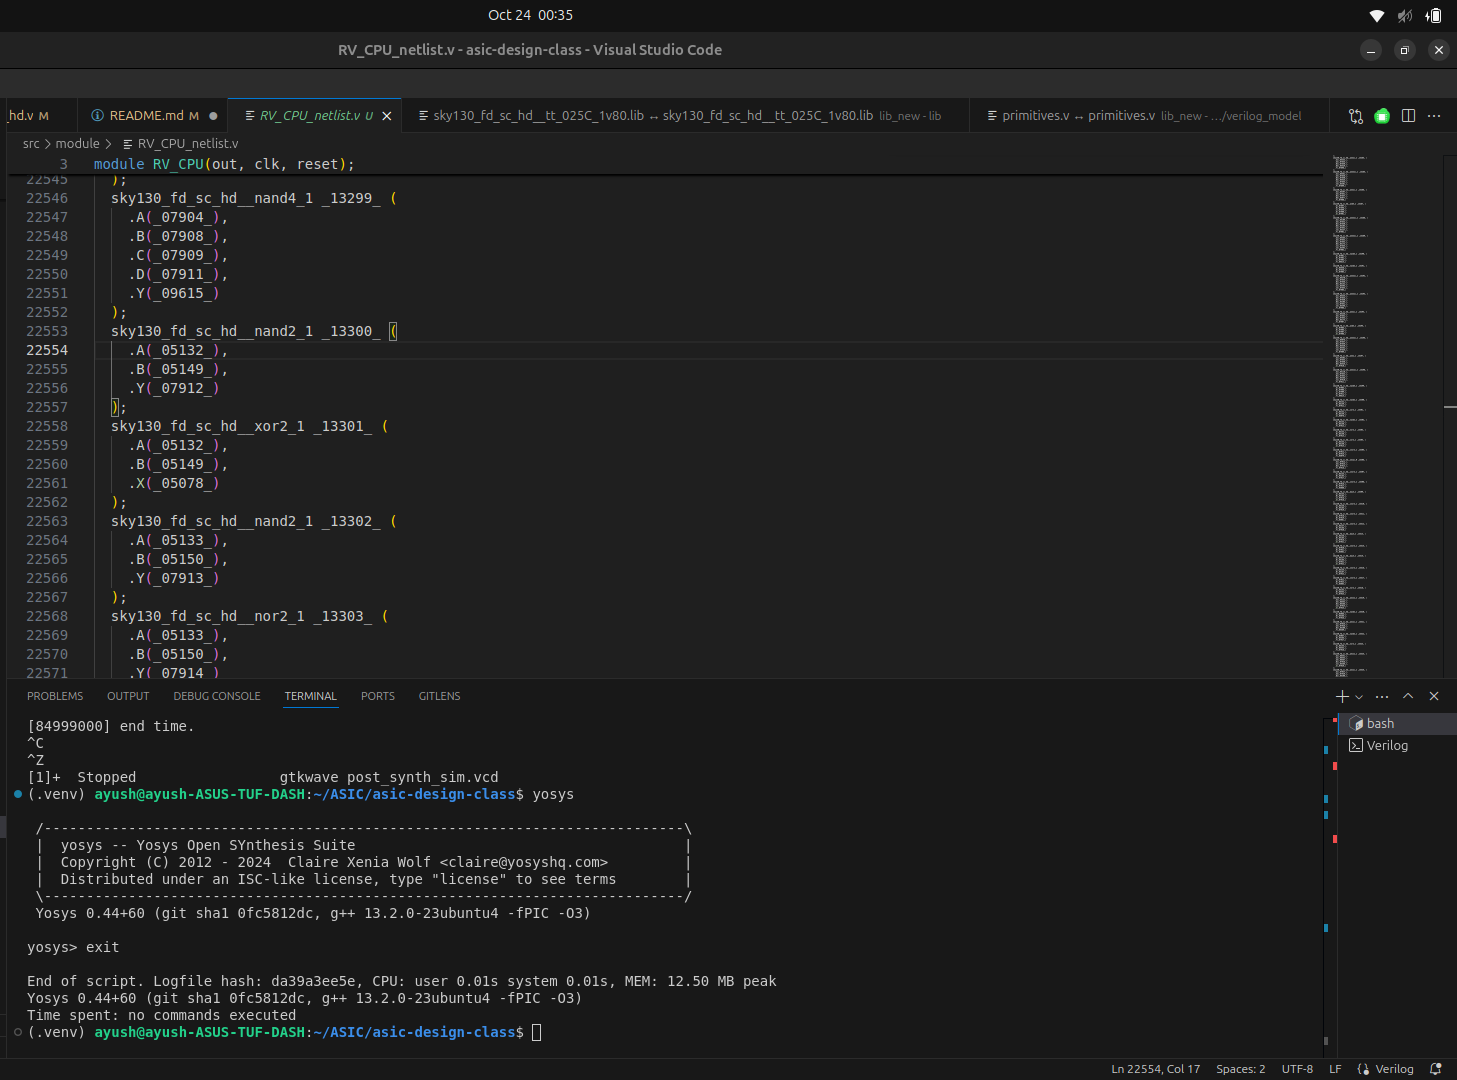 Oct 24  00:35
RV_CPU_netlist.v - asic-design-class - Visual Studio Code
_hd.v M
README.md M
RV_CPU_netlist.v U
sky130_fd_sc_hd__tt_025C_1v80.lib ↔ sky130_fd_sc_hd__tt_025C_1v80.lib lib_new - lib
primitives.v ↔ primitives.v lib_new - .../verilog_model
src > module > RV_CPU_netlist.v
3 module RV_CPU(out, clk, reset);
22545 );
22546 sky130_fd_sc_hd__nand4_1 _13299_ (
22547 .A(_07904_),
22548 .B(_07908_),
22549 .C(_07909_),
22550 .D(_07911_),
22551 .Y(_09615_)
22552 );
22553 sky130_fd_sc_hd__nand2_1 _13300_ (
22554 .A(_05132_),
22555 .B(_05149_),
22556 .Y(_07912_)
22557 );
22558 sky130_fd_sc_hd__xor2_1 _13301_ (
22559 .A(_05132_),
22560 .B(_05149_),
22561 .X(_05078_)
22562 );
22563 sky130_fd_sc_hd__nand2_1 _13302_ (
22564 .A(_05133_),
22565 .B(_05150_),
22566 .Y(_07913_)
22567 );
22568 sky130_fd_sc_hd__nor2_1 _13303_ (
22569 .A(_05133_),
22570 .B(_05150_),
22571 .Y(_07914_)
PROBLEMS OUTPUT DEBUG CONSOLE TERMINAL PORTS GITLENS
bash
Verilog
[84999000] end time.
^C
^Z
[1]+  Stopped                 gtkwave post_synth_sim.vcd
(.venv) ayush@ayush-ASUS-TUF-DASH:~/ASIC/asic-design-class$ yosys
/----------------------------------------------------------------------------\
|  yosys -- Yosys Open SYnthesis Suite                                       |
|  Copyright (C) 2012 - 2024  Claire Xenia Wolf <claire@yosyshq.com>         |
|  Distributed under an ISC-like license, type "license" to see terms        |
\----------------------------------------------------------------------------/
Yosys 0.44+60 (git sha1 0fc5812dc, g++ 13.2.0-23ubuntu4 -fPIC -O3)
yosys> exit
End of script. Logfile hash: da39a3ee5e, CPU: user 0.01s system 0.01s, MEM: 12.50 MB peak
Yosys 0.44+60 (git sha1 0fc5812dc, g++ 13.2.0-23ubuntu4 -fPIC -O3)
Time spent: no commands executed
(.venv) ayush@ayush-ASUS-TUF-DASH:~/ASIC/asic-design-class$
Ln 22554, Col 17 Spaces: 2 UTF-8 LF Verilog